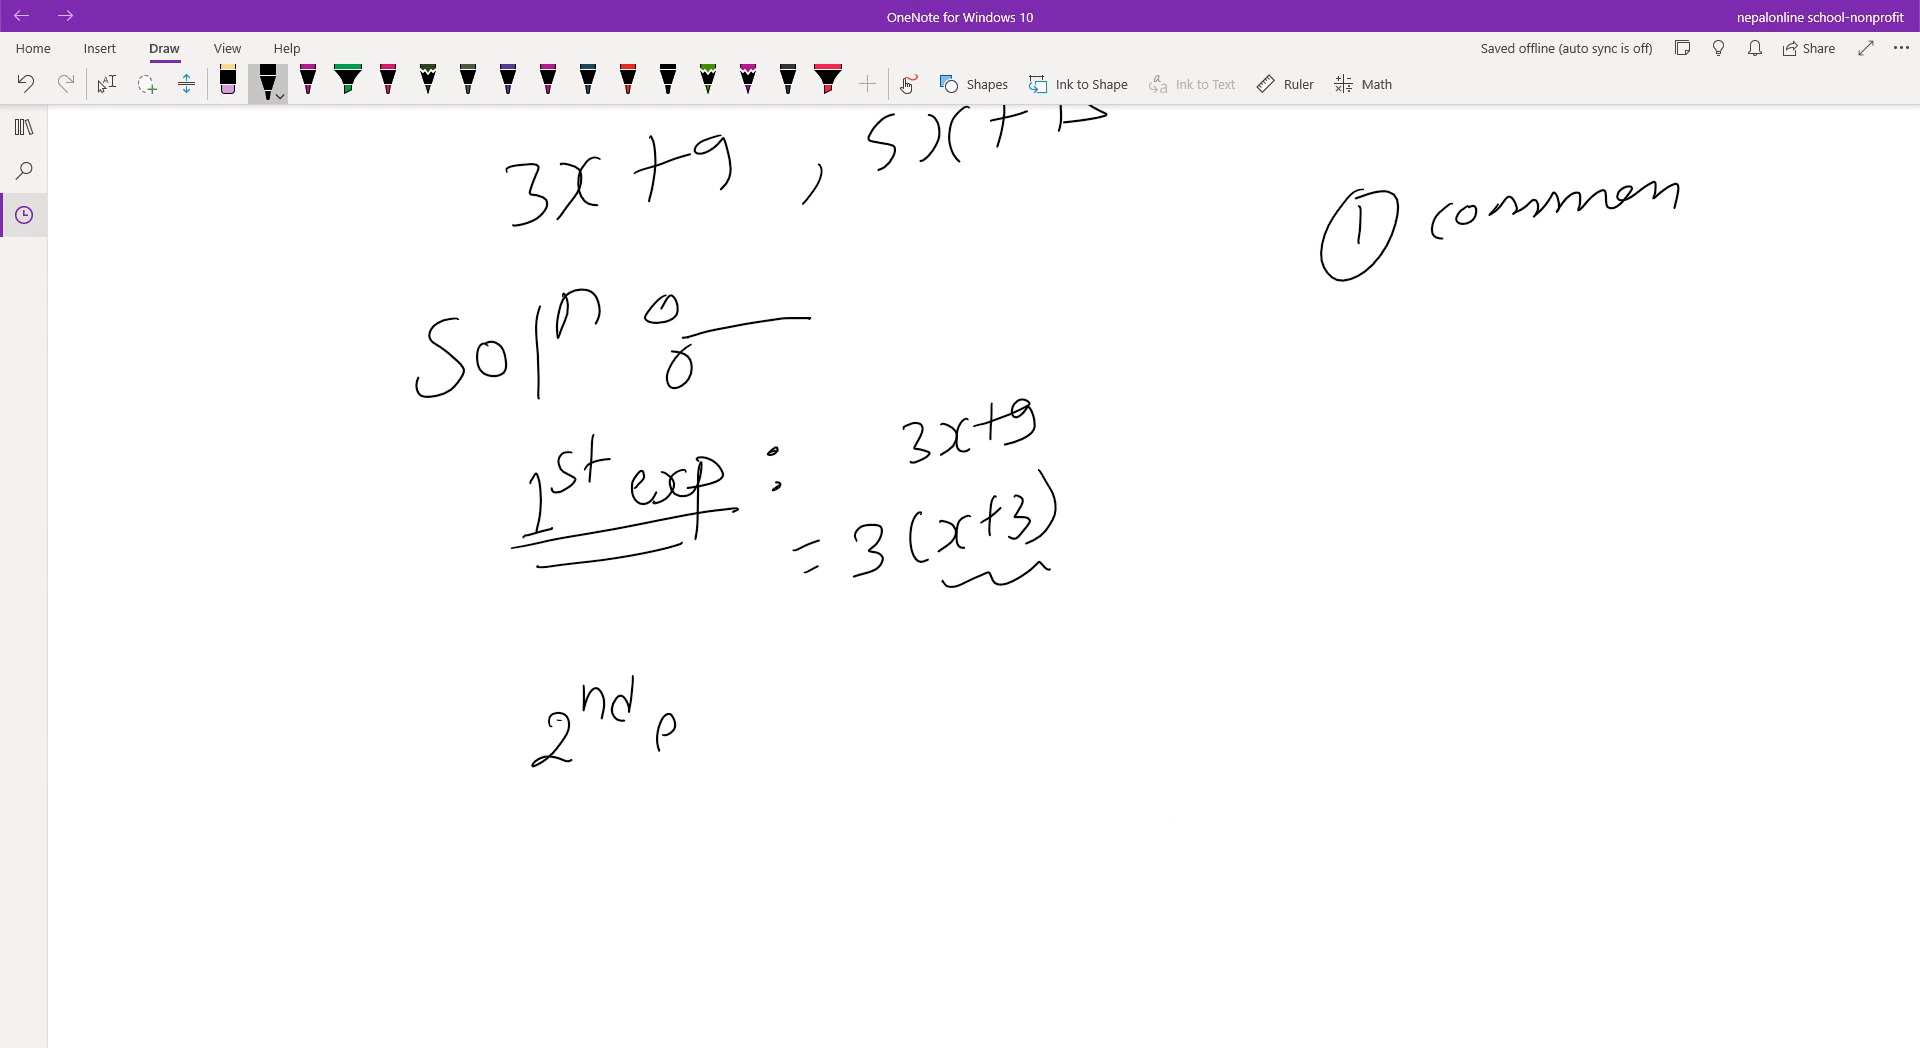 OneNote for Windows 10
nepalonline school-nonprofit
Home Insert Draw View Help
Saved offline (auto sync is off) Share
Shapes Ink to Shape Ink to Text Ruler Math
3x+9 , 5x+
① common
Solⁿ :
1st exp : 3x+9
= 3(x+3)
2nd e